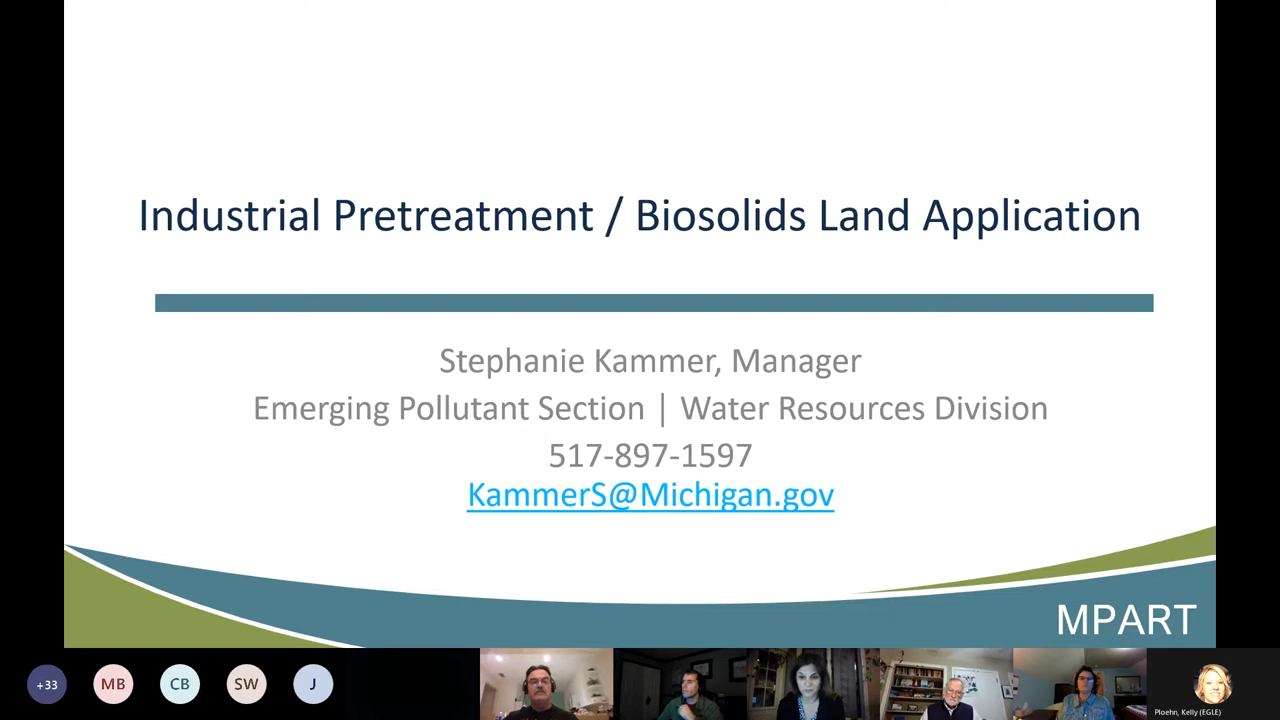 Industrial Pretreatment / Biosolids Land Application
Stephanie Kammer, Manager
Emerging Pollutant Section | Water Resources Division
517-897-1597
KammerS@Michigan.gov
MPART
+33
MB
CB
SW
J
Ploehn, Kelly (EGLE)